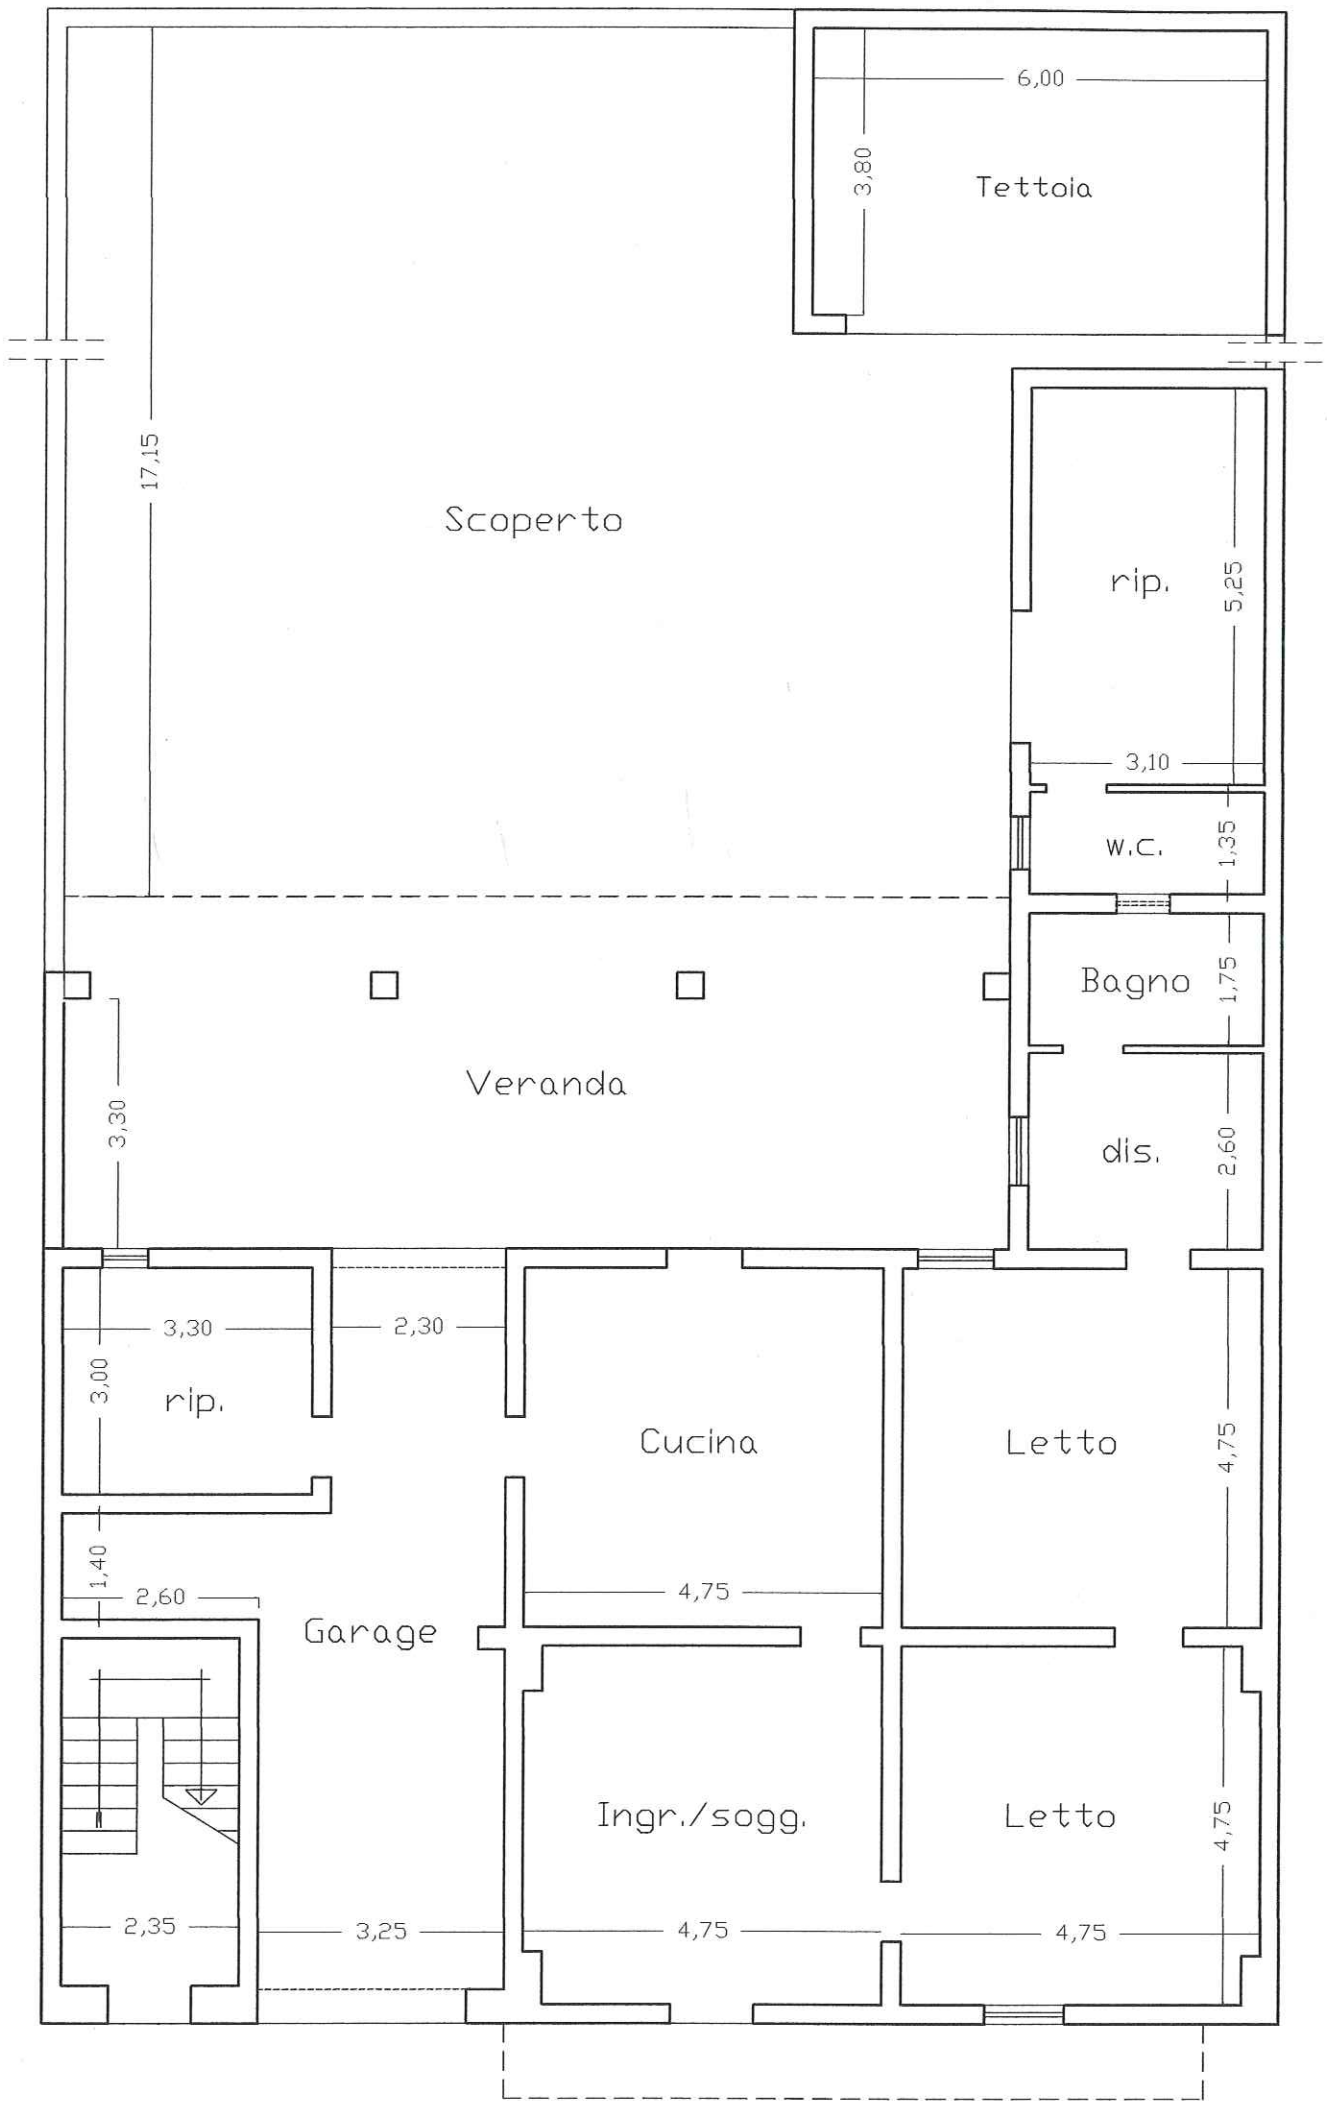 6,00
3,80
Tettoia
17,15
Scoperto
rip.
5,25
3,10
w.c.
1,35
Bagno
1,75
Veranda
3,30
dis.
2,60
3,30
2,30
3,00
rip.
Cucina
Letto
4,75
1,40
2,60
4,75
Garage
Ingr./sogg.
Letto
4,75
2,35
3,25
4,75
4,75